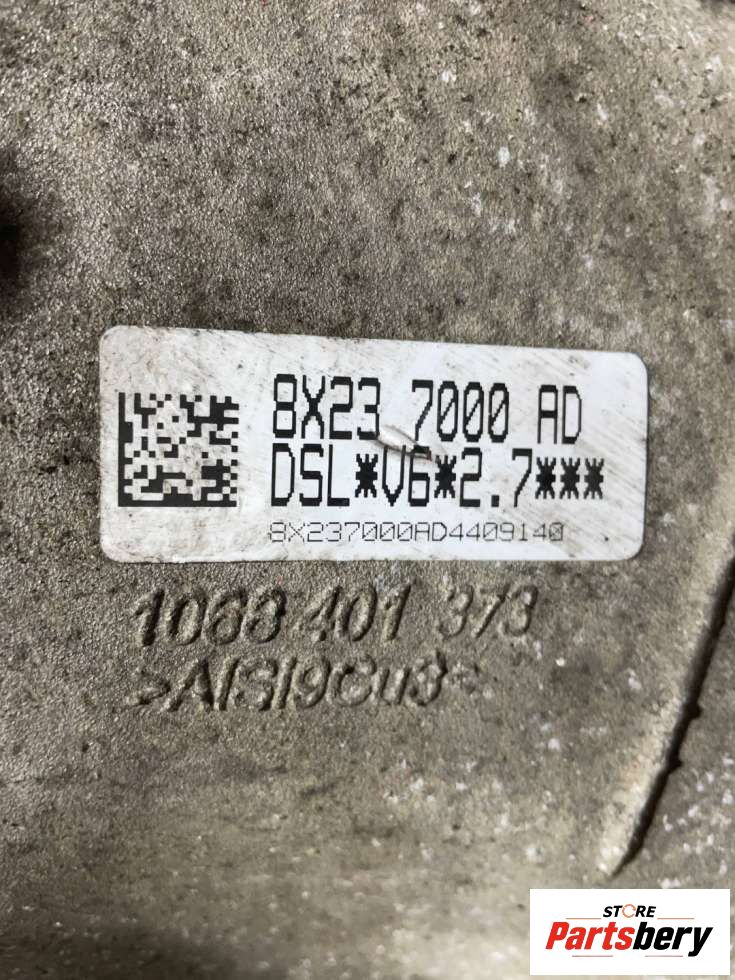 8X23 7000 AD
DSL*V6*2.7***
8X237000AD4409140
1068 401 373
>AlSi9Cu3<
STORE
Partsbery